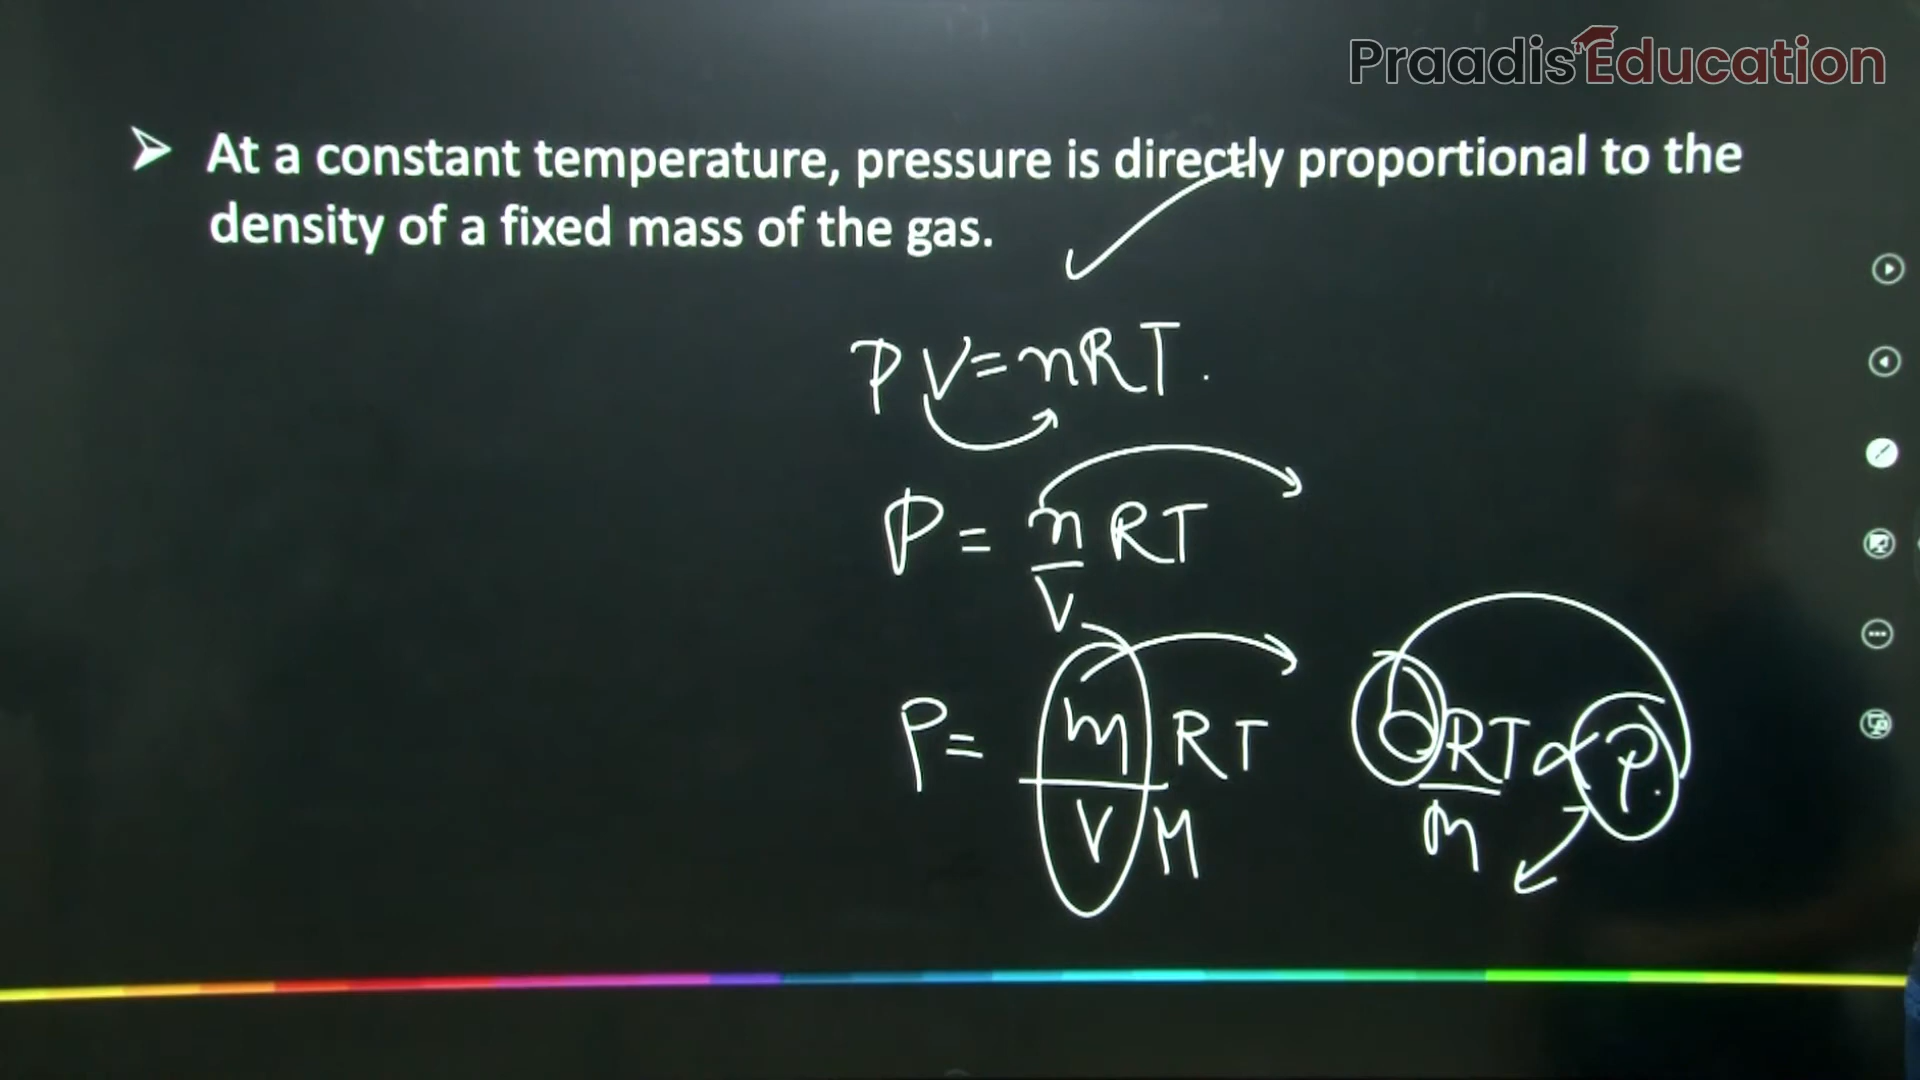 Praadis Education
➢ At a constant temperature, pressure is directly proportional to the
density of a fixed mass of the gas.
PV=nRT.
P = n/V RT
P= m/V RT/M
dRT/m ∝ P.